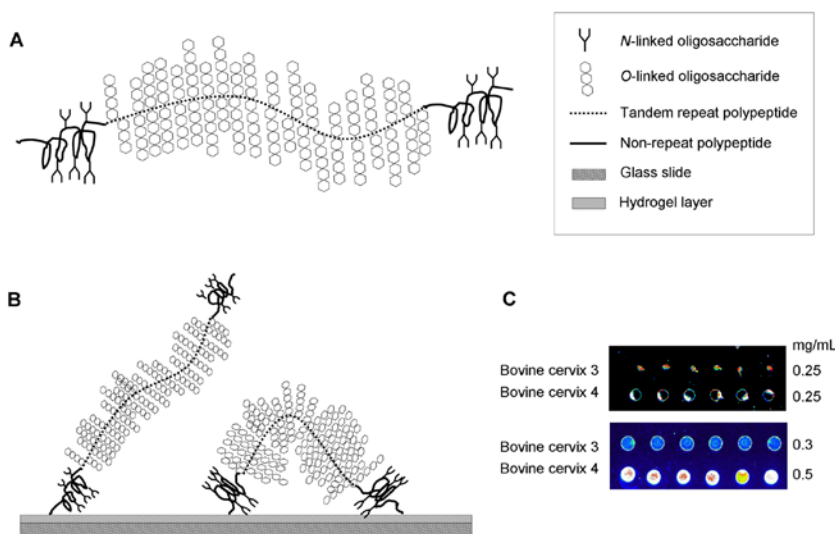 A
N-linked oligosaccharide
O-linked oligosaccharide
Tandem repeat polypeptide
Non-repeat polypeptide
Glass slide
Hydrogel layer
B
C
mg/mL
Bovine cervix 3 0.25
Bovine cervix 4 0.25
Bovine cervix 3 0.3
Bovine cervix 4 0.5